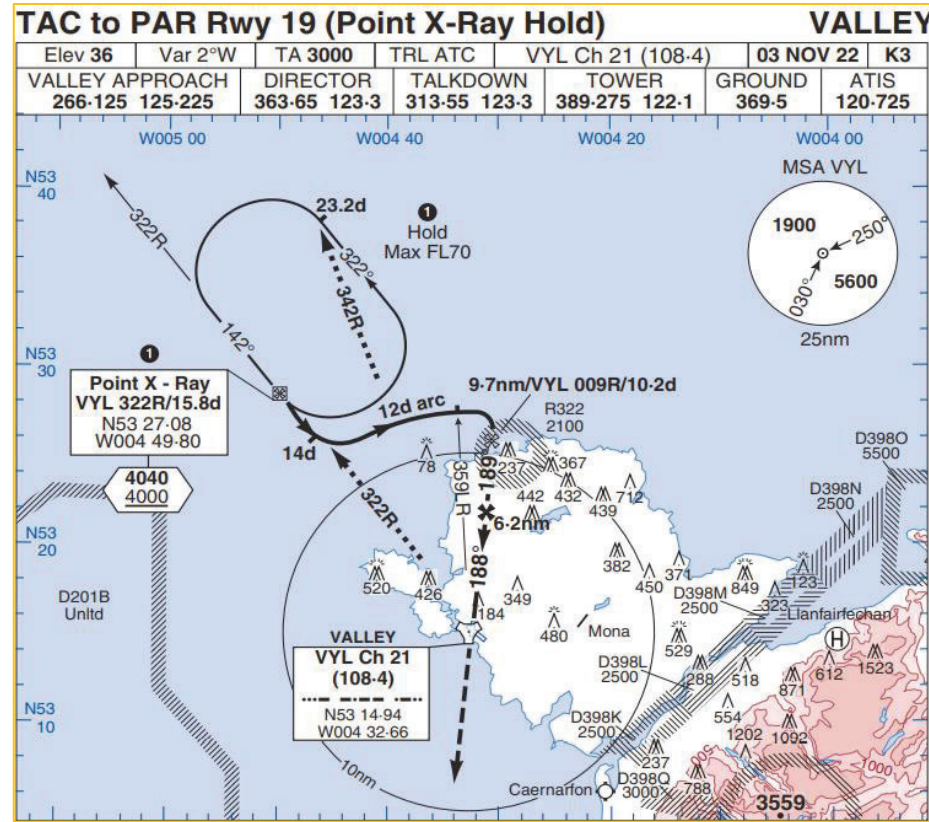 TAC to PAR Rwy 19 (Point X-Ray Hold) VALLEY
Elev 36 Var 2°W TA 3000 TRL ATC VYL Ch 21 (108·4) 03 NOV 22 K3
VALLEY APPROACH DIRECTOR TALKDOWN TOWER GROUND ATIS
266·125 125·225 363·65 123·3 313·55 123·3 389·275 122·1 369·5 120·725
W005 00 W004 40 W004 20 W004 00
MSA VYL
1900
250°
5600
030°
25nm
N53
40
23.2d
1
Hold
Max FL70
322R
322°
342R
142°
N53
30
1
Point X - Ray
VYL 322R/15.8d
N53 27·08
W004 49·80
4040
4000
14d
12d arc
9·7nm/VYL 009R/10·2d
R322
2100
D398O
5500
D398N
2500
78
237
367
442
432
439
712
189°
359LR
322R
6·2nm
N53
20
188°
520
426
184
349
382
450
371
849
123
D398M
2500
323
Llanfairfechan
H
D201B
Unltd
480
Mona
529
VALLEY
VYL Ch 21
(108·4)
N53 14·94
W004 32·66
D398L
2500
288
518
871
612
1523
N53
10
554
D398K
2500
1202
1092
500
1000
237
10nm
Caernarfon
D398Q
3000
788
3559